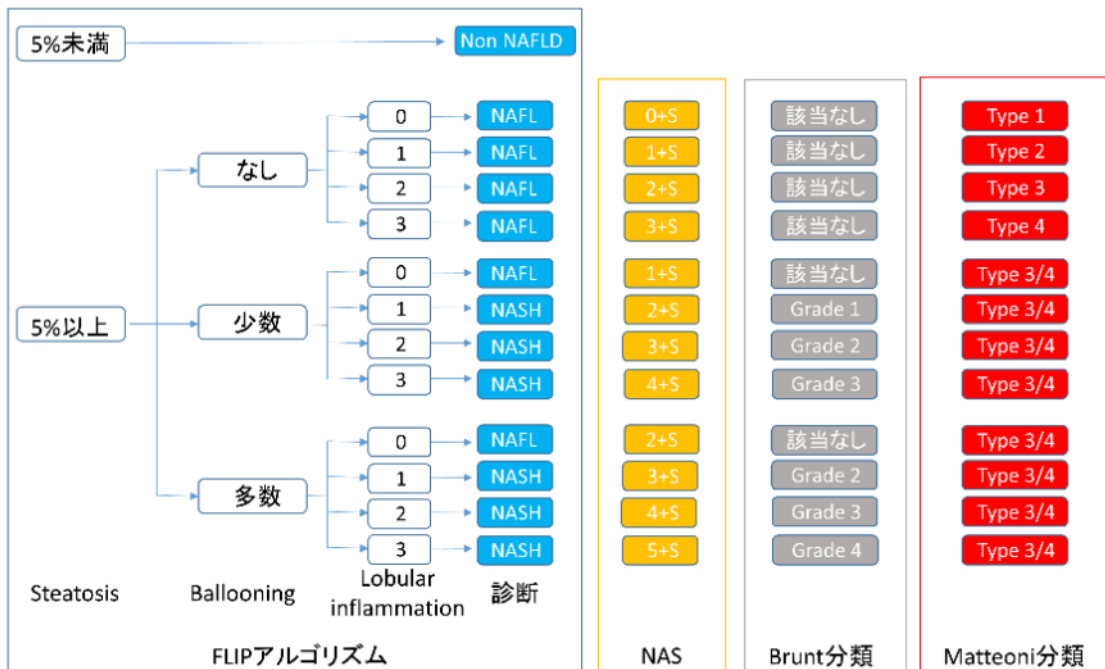 5%未満
Non NAFLD
0 NAFL 0+S 該当なし Type 1
1 NAFL 1+S 該当なし Type 2
なし
2 NAFL 2+S 該当なし Type 3
3 NAFL 3+S 該当なし Type 4
0 NAFL 1+S 該当なし Type 3/4
1 NASH 2+S Grade 1 Type 3/4
5%以上
少数
2 NASH 3+S Grade 2 Type 3/4
3 NASH 4+S Grade 3 Type 3/4
0 NAFL 2+S 該当なし Type 3/4
1 NASH 3+S Grade 2 Type 3/4
多数
2 NASH 4+S Grade 3 Type 3/4
3 NASH 5+S Grade 4 Type 3/4
Steatosis
Ballooning
Lobular
inflammation
診断
FLIPアルゴリズム
NAS
Brunt分類
Matteoni分類